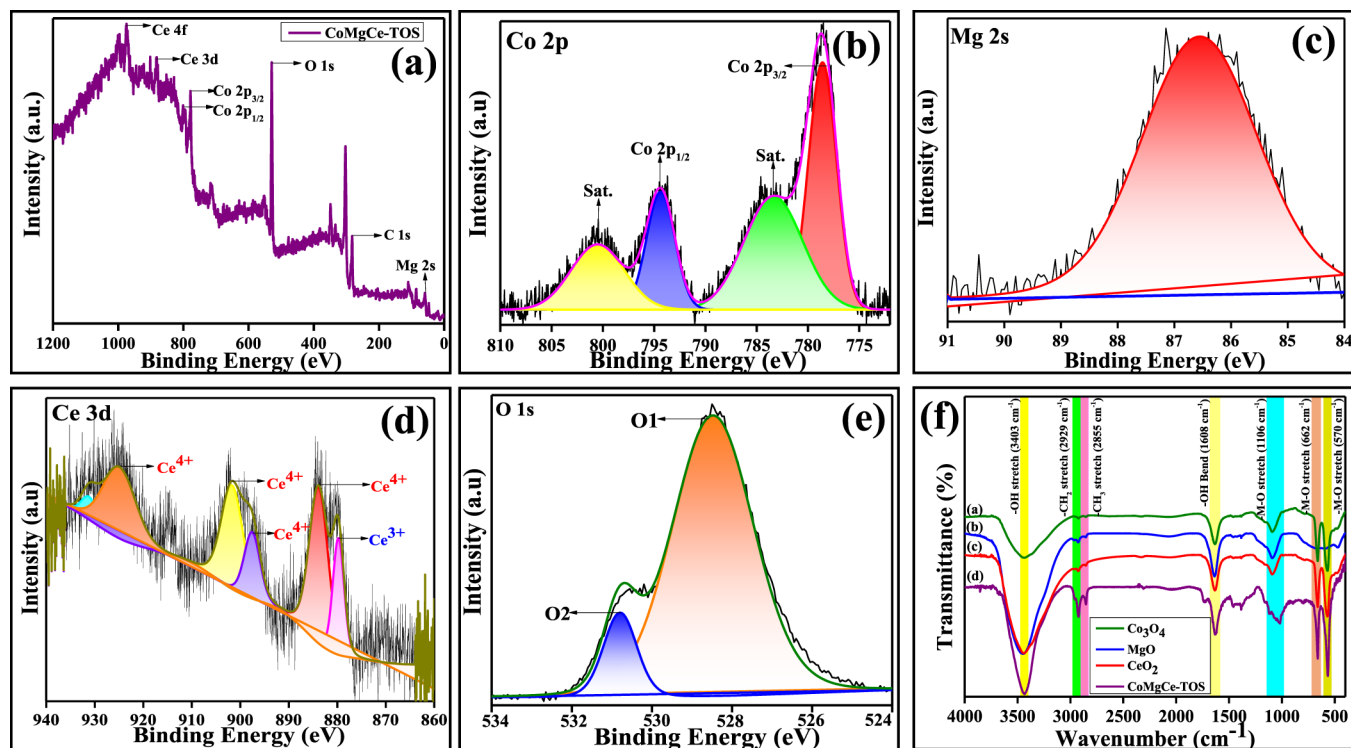 Ce 4f
CoMgCe-TOS
(a)
Ce 3d
O 1s
Co 2p3/2
Co 2p1/2
C 1s
Mg 2s
Intensity (a.u.)
1200 1000 800 600 400 200 0
Binding Energy (eV)
Co 2p
(b)
Co 2p3/2
Co 2p1/2
Sat.
Sat.
Intensity (a.u)
810 805 800 795 790 785 780 775
Binding Energy (eV)
Mg 2s
(c)
Intensity (a.u)
91 90 89 88 87 86 85 84
Binding Energy (eV)
Ce 3d
(d)
Ce4+
Ce4+
Ce4+
Ce4+
Ce3+
Intensity (a.u)
940 930 920 910 900 890 880 870 860
Binding Energy (eV)
O 1s
(e)
O1
O2
Intensity (a.u)
534 532 530 528 526 524
Binding Energy (eV)
(f)
-OH stretch (3403 cm-1)
-CH2 stretch (2929 cm-1)
-CH3 stretch (2855 cm-1)
-OH Bend (1608 cm-1)
-M-O stretch (1106 cm-1)
-M-O stretch (662 cm-1)
-M-O stretch (570 cm-1)
(a)
(b)
(c)
(d)
Co3O4
MgO
CeO2
CoMgCe-TOS
Transmittance (%)
4000 3500 3000 2500 2000 1500 1000 500
Wavenumber (cm-1)